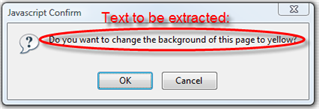 Javascript Confirm
Text to be extracted:
Do you want to change the background of this page to yellow?
OK
Cancel